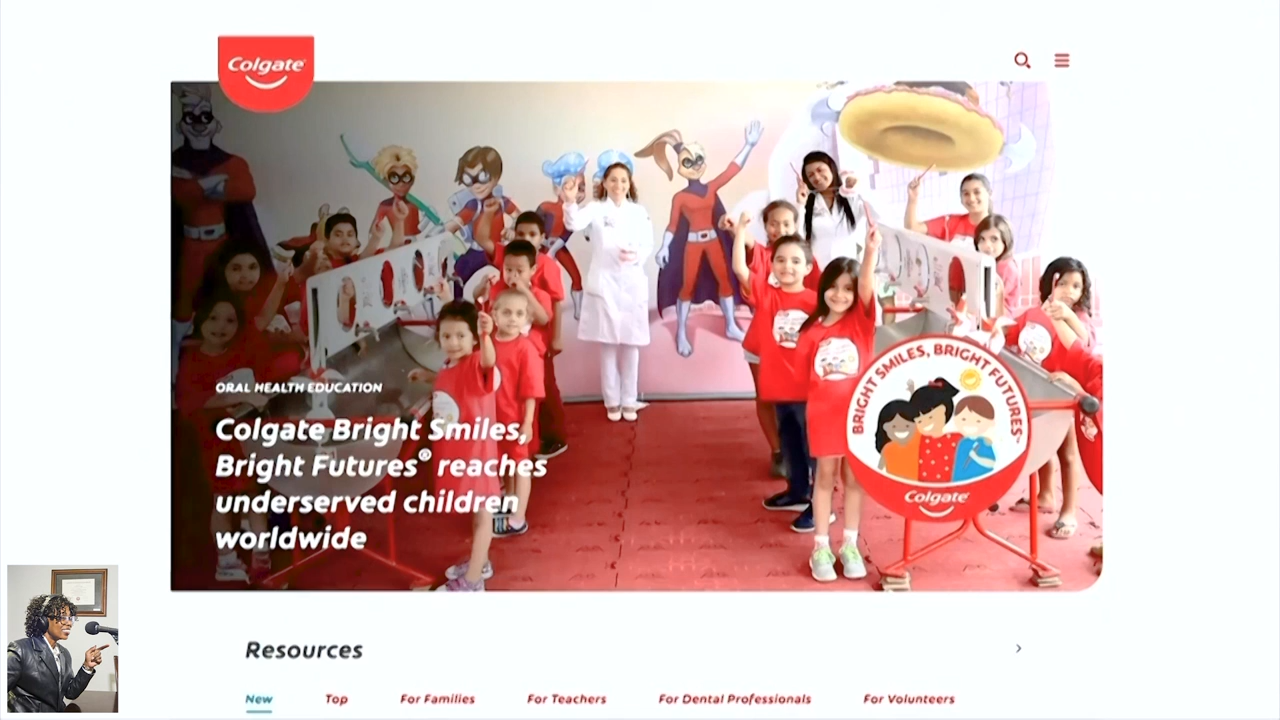 Colgate
ORAL HEALTH EDUCATION
Colgate Bright Smiles,
Bright Futures® reaches
underserved children
worldwide
BRIGHT SMILES, BRIGHT FUTURES™
Colgate
Resources
New Top For Families For Teachers For Dental Professionals For Volunteers